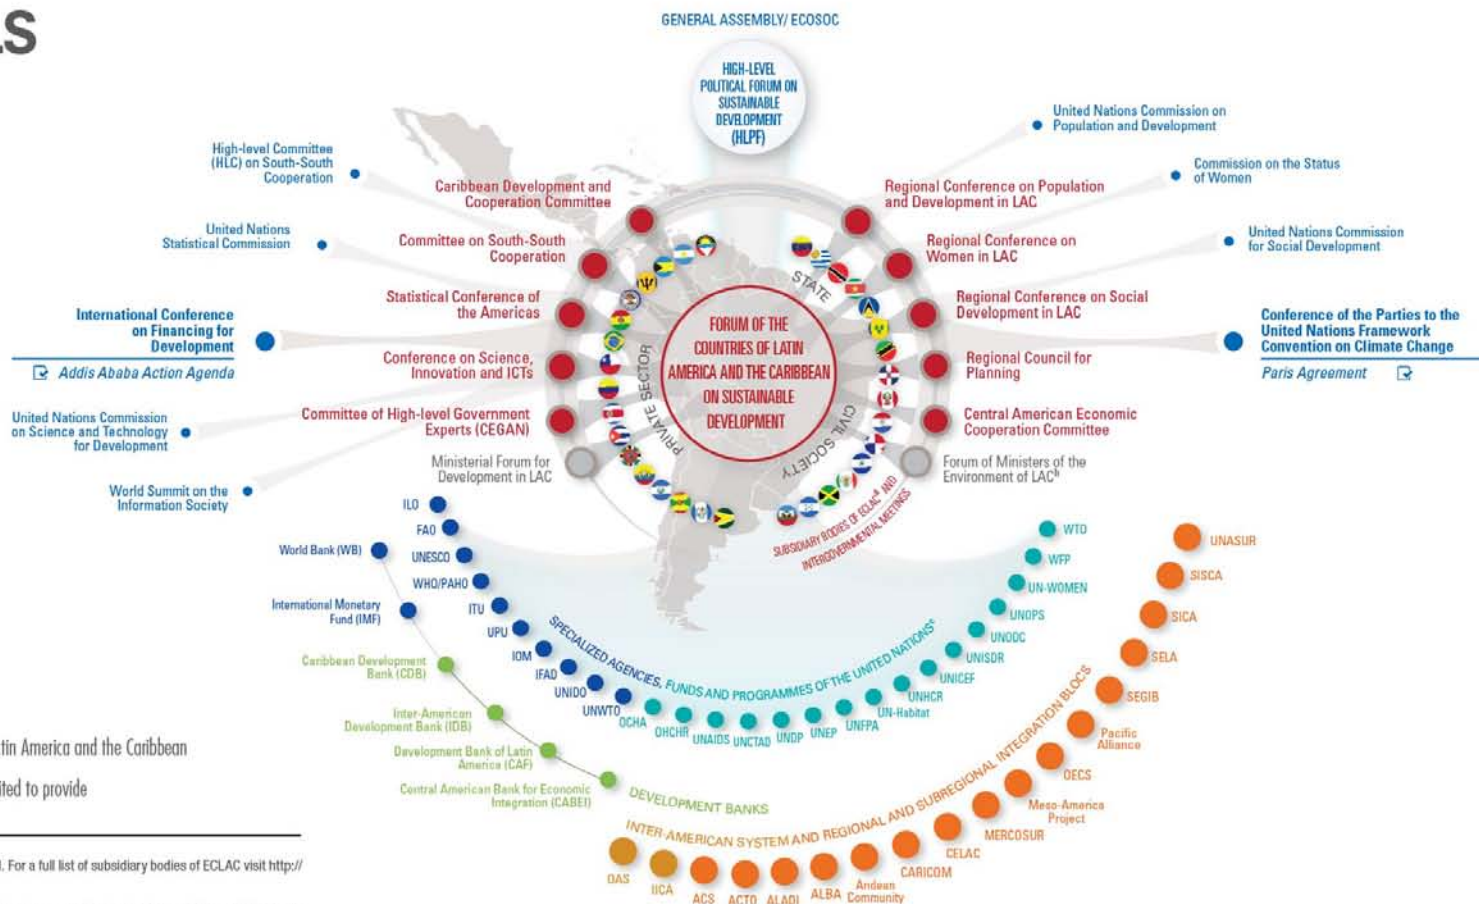 LS
GENERAL ASSEMBLY/ ECOSOC
HIGH-LEVEL
POLITICAL FORUM ON
SUSTAINABLE
DEVELOPMENT
(HLPF)
High-level Committee
(HLC) on South-South
Cooperation
United Nations
Statistical Commission
International Conference
on Financing for
Development
Addis Ababa Action Agenda
United Nations Commission
on Science and Technology
for Development
World Summit on the
Information Society
Caribbean Development and
Cooperation Committee
Committee on South-South
Cooperation
Statistical Conference of
the Americas
Conference on Science,
Innovation and ICTs
Committee of High-level Government
Experts (CEGAN)
Ministerial Forum for
Development in LAC
FORUM OF THE
COUNTRIES OF LATIN
AMERICA AND THE CARIBBEAN
ON SUSTAINABLE
DEVELOPMENT
STATE
PRIVATE SECTOR
CIVIL SOCIETY
Regional Conference on Population
and Development in LAC
Regional Conference on
Women in LAC
Regional Conference on Social
Development in LAC
Regional Council for
Planning
Central American Economic
Cooperation Committee
Forum of Ministers of the
Environment of LACᵇ
SUBSIDIARY BODIES OF ECLACª AND
INTERGOVERNMENTAL MEETINGS
United Nations Commission on
Population and Development
Commission on the Status
of Women
United Nations Commission
for Social Development
Conference of the Parties to the
United Nations Framework
Convention on Climate Change
Paris Agreement
ILO
FAO
UNESCO
WHO/PAHO
ITU
UPU
IOM
IFAD
UNIDO
UNWTO
OCHA
OHCHR
UNAIDS
UNCTAD
UNDP
UNEP
UNFPA
UN-Habitat
UNHCR
UNICEF
UNISDR
UNODC
UNOPS
UN-WOMEN
WFP
WTO
SPECIALIZED AGENCIES, FUNDS AND PROGRAMMES OF THE UNITED NATIONSᶜ
World Bank (WB)
International Monetary
Fund (IMF)
Caribbean Development
Bank (CDB)
Inter-American
Development Bank (IDB)
Development Bank of Latin
America (CAF)
Central American Bank for Economic
Integration (CABEI)
DEVELOPMENT BANKS
INTER-AMERICAN SYSTEM AND REGIONAL AND SUBREGIONAL INTEGRATION BLOCS
OAS
IICA
ACS
ACTO
ALADI
ALBA
Andean
Community
CARICOM
CELAC
MERCOSUR
Meso-America
Project
OECS
Pacific
Alliance
SEGIB
SELA
SICA
SISCA
UNASUR
tin America and the Caribbean
ited to provide
l. For a full list of subsidiary bodies of ECLAC visit http://